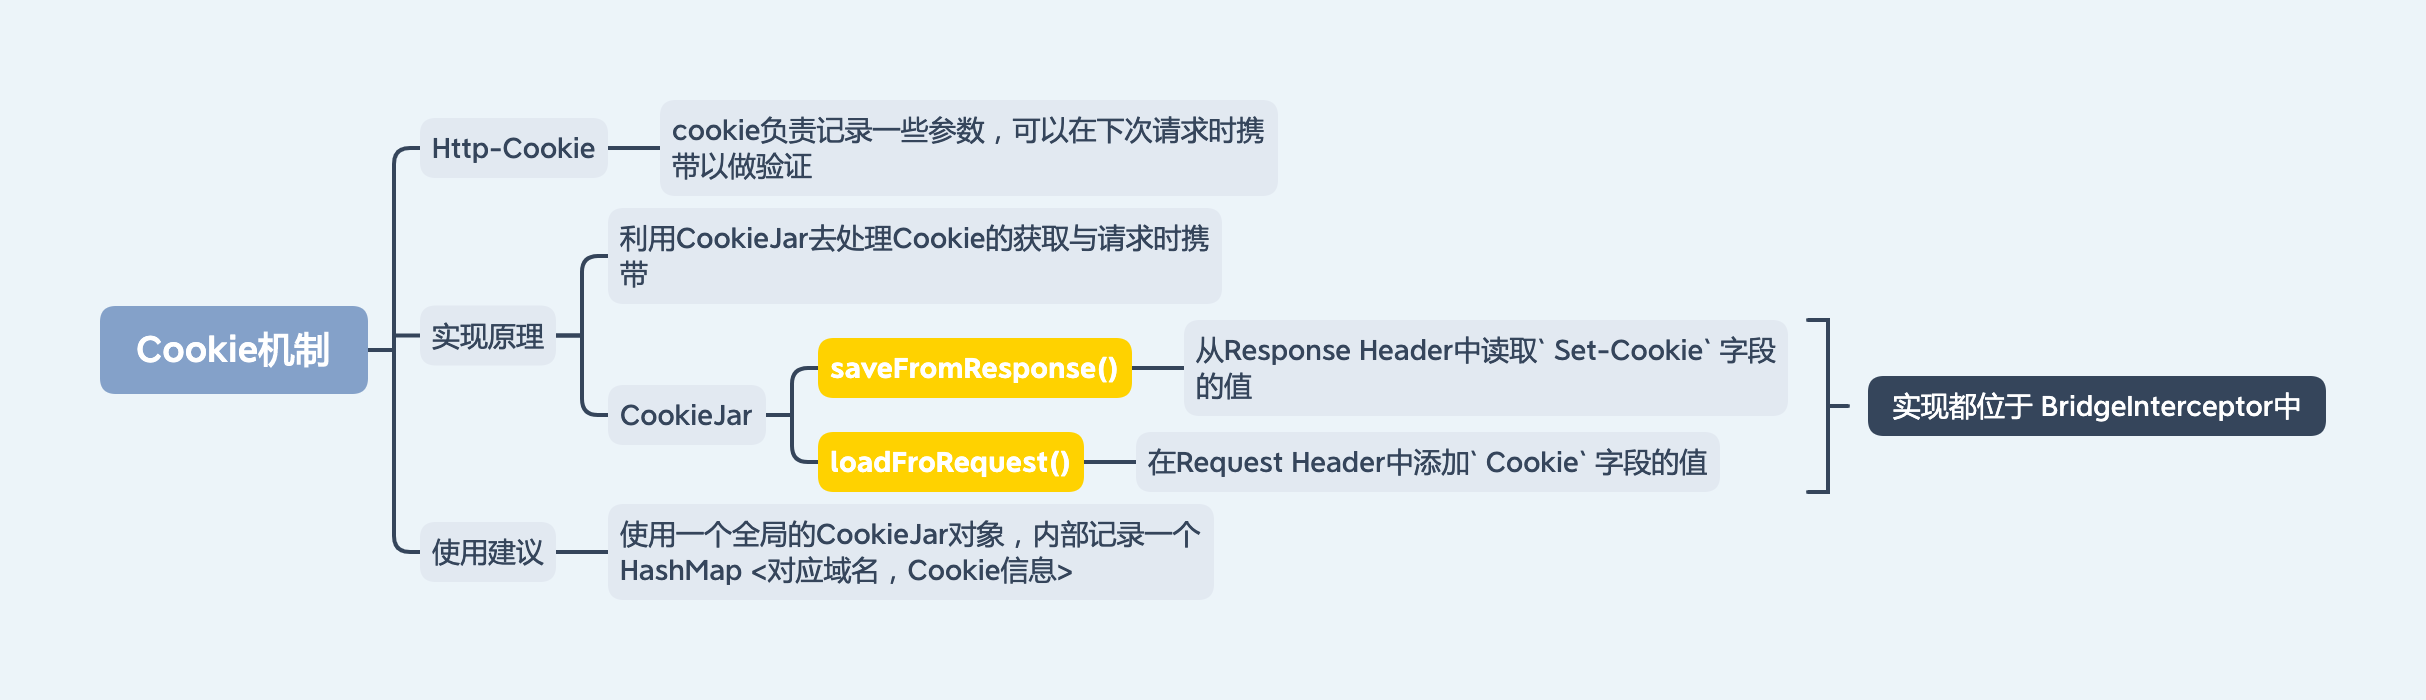 Cookie机制
Http-Cookie
cookie负责记录一些参数，可以在下次请求时携
带以做验证
实现原理
利用CookieJar去处理Cookie的获取与请求时携
带
CookieJar
saveFromResponse()
从Response Header中读取` Set-Cookie` 字段
的值
loadFroRequest()
在Request Header中添加` Cookie` 字段的值
实现都位于 BridgeInterceptor中
使用建议
使用一个全局的CookieJar对象，内部记录一个
HashMap <对应域名，Cookie信息>